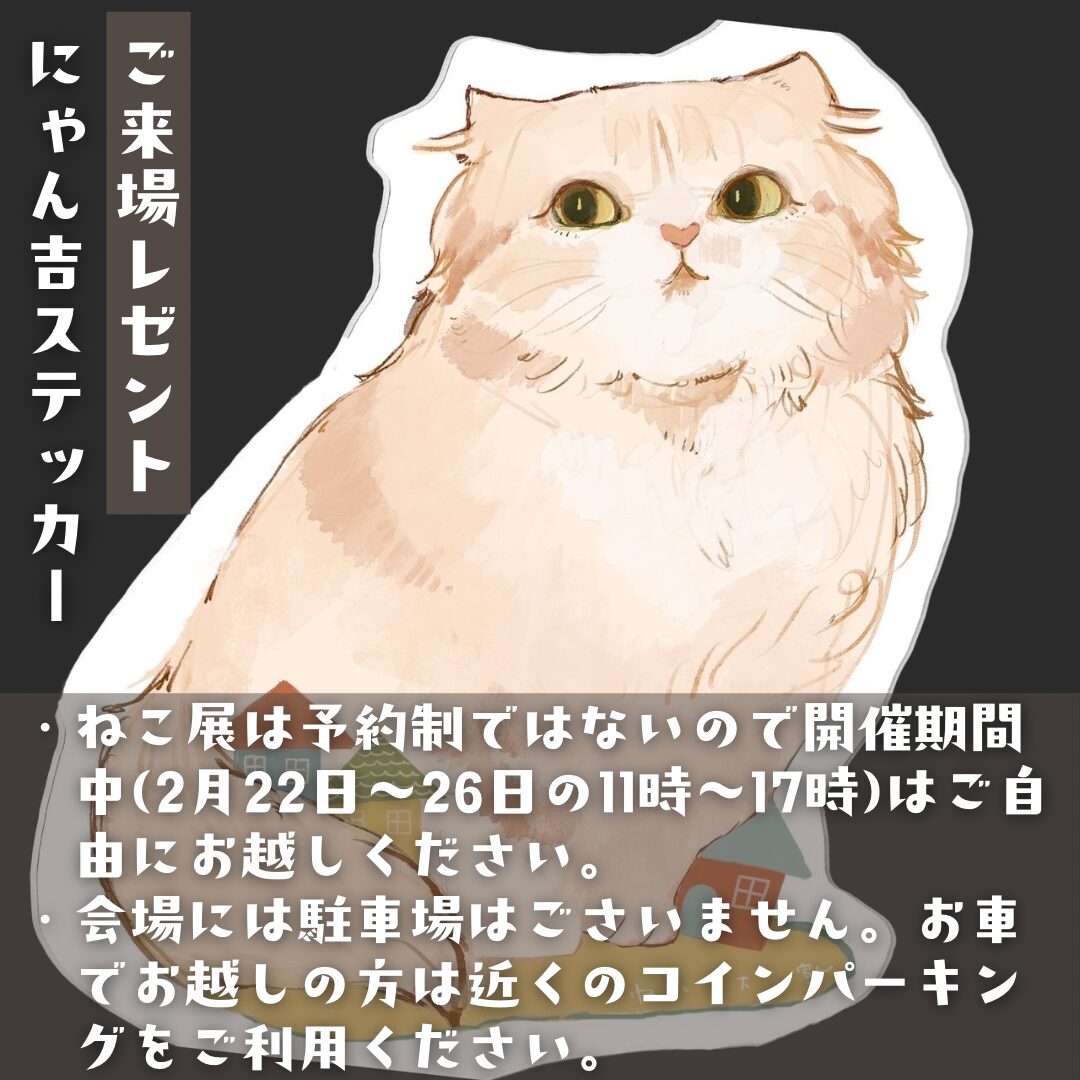 ご来場レゼント
にゃん吉ステッカー
・ねこ展は予約制ではないので開催期間
中(2月22日〜26日の11時〜17時)はご自
由にお越しください。
・会場には駐車場はごさいません。お車
でお越しの方は近くのコインパーキン
グをご利用ください。